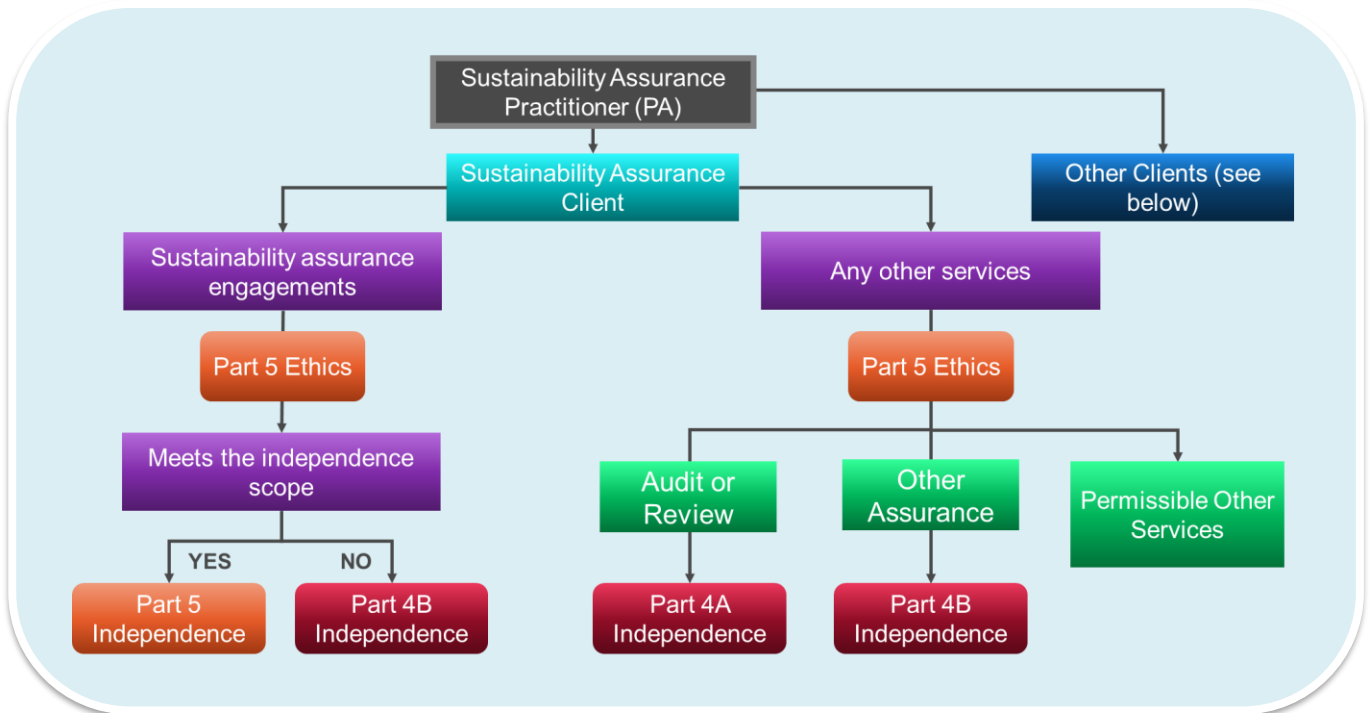 Sustainability Assurance
Practitioner (PA)
Sustainability Assurance
Client
Other Clients (see
below)
Sustainability assurance
engagements
Any other services
Part 5 Ethics
Part 5 Ethics
Meets the independence
scope
Audit or
Review
Other
Assurance
Permissible Other
Services
YES
NO
Part 5
Independence
Part 4B
Independence
Part 4A
Independence
Part 4B
Independence